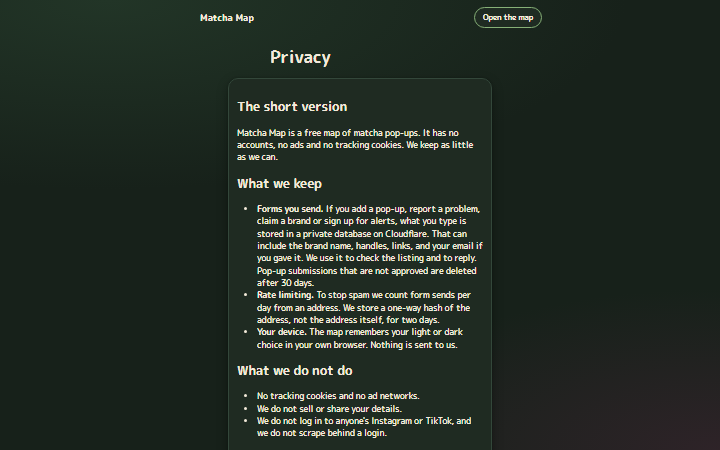 Matcha Map
Open the map
Privacy
The short version
Matcha Map is a free map of matcha pop-ups. It has no
accounts, no ads and no tracking cookies. We keep as little
as we can.
What we keep
• Forms you send. If you add a pop-up, report a problem,
claim a brand or sign up for alerts, what you type is
stored in a private database on Cloudflare. That can
include the brand name, handles, links, and your email if
you gave it. We use it to check the listing and to reply.
Pop-up submissions that are not approved are deleted
after 30 days.
• Rate limiting. To stop spam we count form sends per
day from an address. We store a one-way hash of the
address, not the address itself, for two days.
• Your device. The map remembers your light or dark
choice in your own browser. Nothing is sent to us.
What we do not do
• No tracking cookies and no ad networks.
• We do not sell or share your details.
• We do not log in to anyone's Instagram or TikTok, and
we do not scrape behind a login.